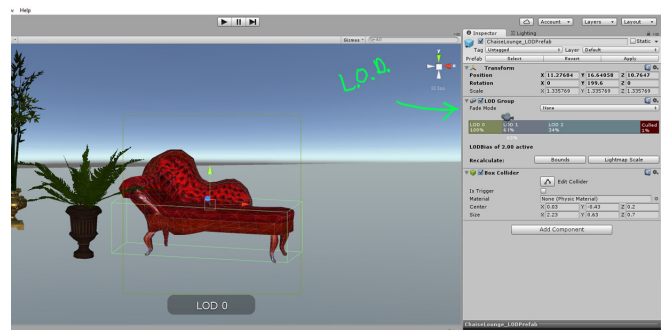 Help
Account
Layers
Layout
Gizmos
All
Inspector
Lighting
ChaiseLounge_LODPrefab
Static
Tag Untagged Layer Default
Prefab Select Revert Apply
Transform
Position X 11.27684 Y 16.64858 Z 10.7647
Rotation X 0 Y 199.6 Z 0
Scale X 1.335769 Y 1.335769 Z 1.335769
L.O.D.
LOD Group
Fade Mode None
LOD 0 LOD 1 LOD 2 Culled
100% 61% 34% 1%
LODBias of 2.00 active
Recalculate: Bounds Lightmap Scale
Box Collider
Edit Collider
Is Trigger
Material None (Physic Material)
Center X 0.03 Y -0.43 Z 0.2
Size X 2.23 Y 0.63 Z 0.7
Add Component
LOD 0
ChaiseLounge_LODPrefab